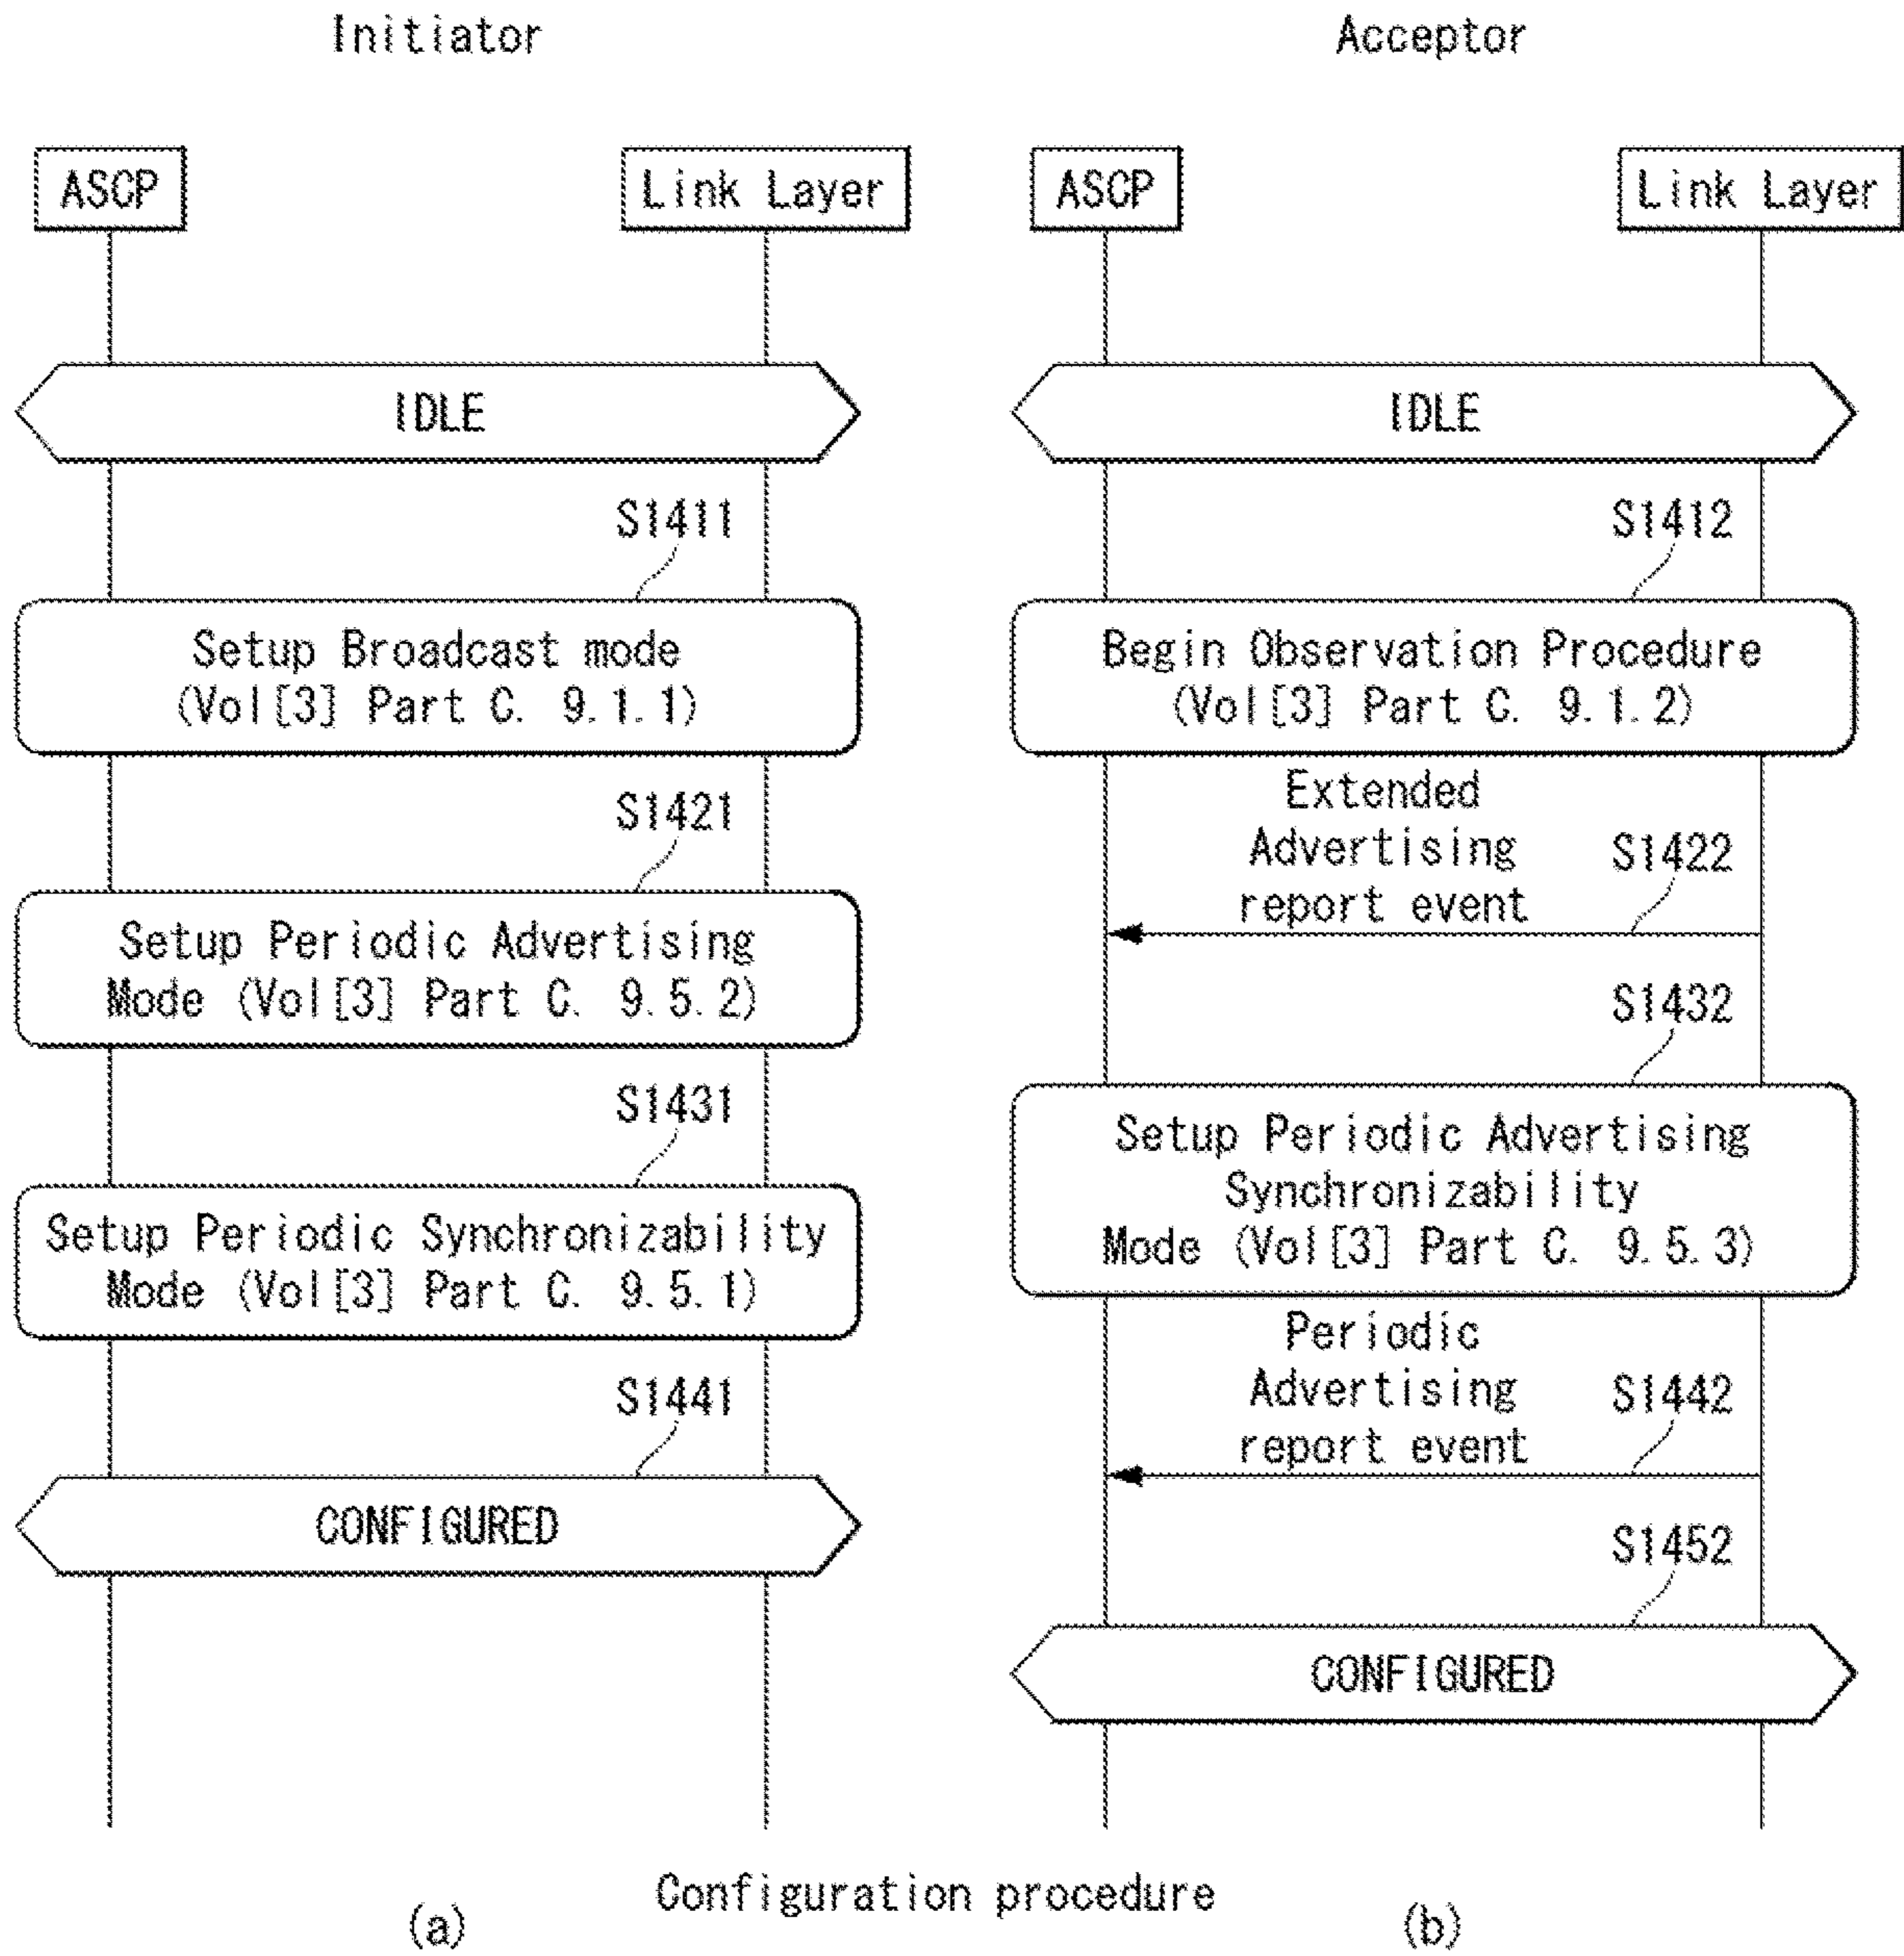 Initiator
Acceptor
ASCP
Link Layer
ASCP
Link Layer
IDLE
IDLE
S1411
S1412
Setup Broadcast mode
(Vol[3] Part C. 9.1.1)
Begin Observation Procedure
(Vol[3] Part C. 9.1.2)
S1421
Extended
Advertising
report event
S1422
Setup Periodic Advertising
Mode (Vol[3] Part C. 9.5.2)
S1432
S1431
Setup Periodic Advertising
Synchronizability
Mode (Vol[3] Part C. 9.5.3)
Setup Periodic Synchronizability
Mode (Vol[3] Part C. 9.5.1)
S1441
Periodic
Advertising
report event
S1442
CONFIGURED
S1452
CONFIGURED
Configuration procedure
(a)
(b)